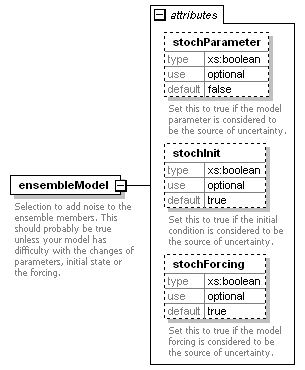 attributes
stochParameter
type xs:boolean
use optional
default false
Set this to true if the model
parameter is considered to
be the source of uncertainty.
stochInit
type xs:boolean
use optional
default true
Set this to true if the initial
condition is considered to be
the source of uncertainty.
stochForcing
type xs:boolean
use optional
default true
Set this to true if the model
forcing is considered to be
the source of uncertainty.
ensembleModel
Selection to add noise to the
ensemble members. This
should probably be true
unless your model has
difficulty with the changes of
parameters, initial state or
the forcing.